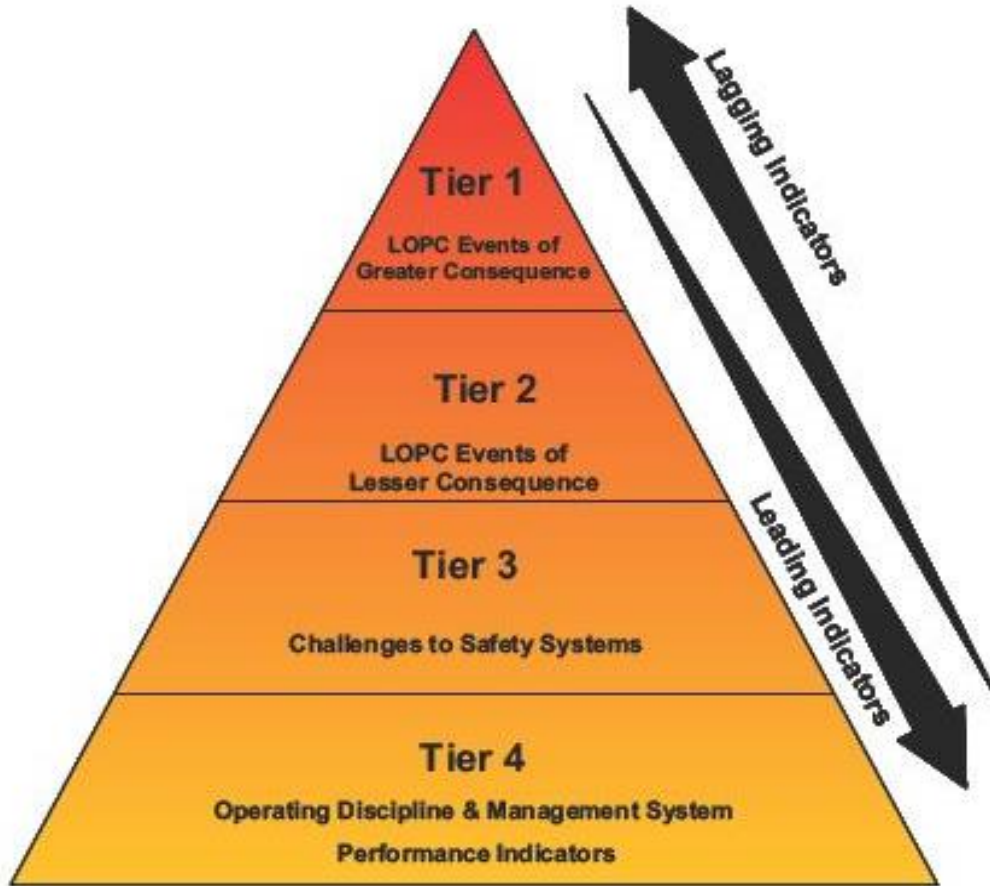 Tier 1
LOPC Events of
Greater Consequence
Tier 2
LOPC Events of
Lesser Consequence
Tier 3
Challenges to Safety Systems
Tier 4
Operating Discipline & Management System
Performance Indicators
Lagging Indicators
Leading Indicators